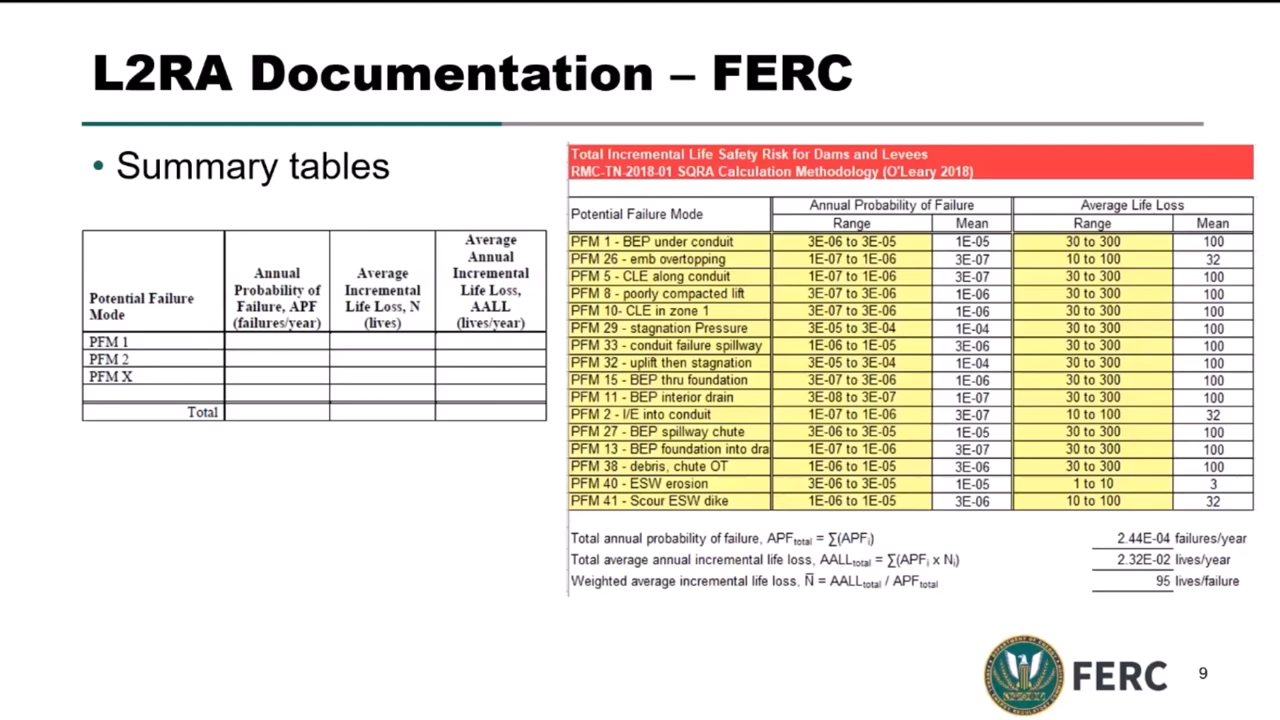 L2RA Documentation – FERC
• Summary tables
Potential Failure Mode | Annual Probability of Failure, APF (failures/year) | Average Incremental Life Loss, N (lives) | Average Annual Incremental Life Loss, AALL (lives/year)
PFM 1
PFM 2
PFM X
Total
Total Incremental Life Safety Risk for Dams and Levees
RMC-TN-2018-01 SQRA Calculation Methodology (O'Leary 2018)
Potential Failure Mode | Annual Probability of Failure | Average Life Loss
Range | Mean | Range | Mean
PFM 1 - BEP under conduit | 3E-06 to 3E-05 | 1E-05 | 30 to 300 | 100
PFM 26 - emb overtopping | 1E-07 to 1E-06 | 3E-07 | 10 to 100 | 32
PFM 5 - CLE along conduit | 1E-07 to 1E-06 | 3E-07 | 30 to 300 | 100
PFM 8 - poorly compacted lift | 3E-07 to 3E-06 | 1E-06 | 30 to 300 | 100
PFM 10- CLE in zone 1 | 3E-07 to 3E-06 | 1E-06 | 30 to 300 | 100
PFM 29 - stagnation Pressure | 3E-05 to 3E-04 | 1E-04 | 30 to 300 | 100
PFM 33 - conduit failure spillway | 1E-06 to 1E-05 | 3E-06 | 30 to 300 | 100
PFM 32 - uplift then stagnation | 3E-05 to 3E-04 | 1E-04 | 30 to 300 | 100
PFM 15 - BEP thru foundation | 3E-07 to 3E-06 | 1E-06 | 30 to 300 | 100
PFM 11 - BEP interior drain | 3E-08 to 3E-07 | 1E-07 | 30 to 300 | 100
PFM 2 - I/E into conduit | 1E-07 to 1E-06 | 3E-07 | 10 to 100 | 32
PFM 27 - BEP spillway chute | 3E-06 to 3E-05 | 1E-05 | 30 to 300 | 100
PFM 13 - BEP foundation into dra | 1E-07 to 1E-06 | 3E-07 | 30 to 300 | 100
PFM 38 - debris, chute OT | 1E-06 to 1E-05 | 3E-06 | 30 to 300 | 100
PFM 40 - ESW erosion | 3E-06 to 3E-05 | 1E-05 | 1 to 10 | 3
PFM 41 - Scour ESW dike | 1E-06 to 1E-05 | 3E-06 | 10 to 100 | 32
Total annual probability of failure, APFtotal = ∑(APFi) 2.44E-04 failures/year
Total average annual incremental life loss, AALLtotal = ∑(APFi x Ni) 2.32E-02 lives/year
Weighted average incremental life loss, N̅ = AALLtotal / APFtotal 95 lives/failure
FERC
9